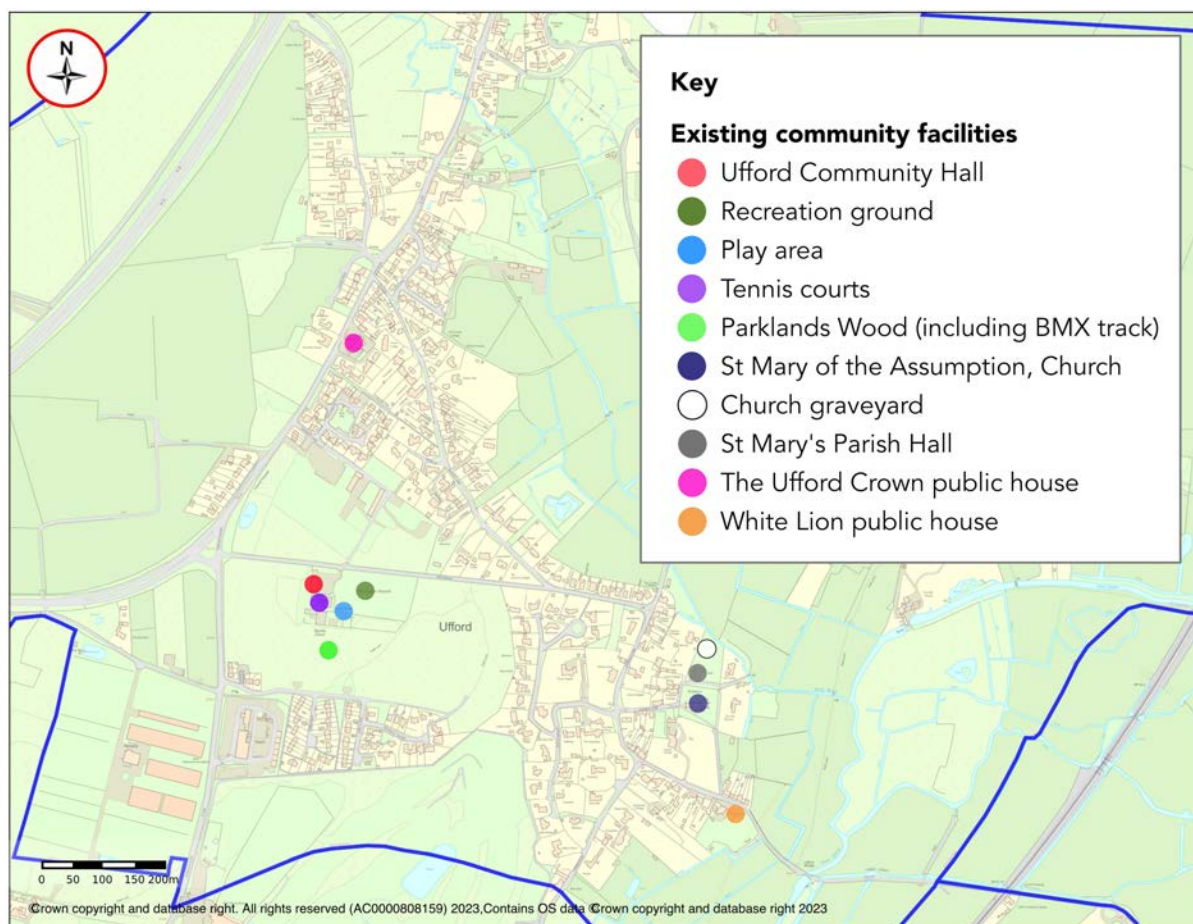 N
Key
Existing community facilities
Ufford Community Hall
Recreation ground
Play area
Tennis courts
Parklands Wood (including BMX track)
St Mary of the Assumption, Church
Church graveyard
St Mary's Parish Hall
The Ufford Crown public house
White Lion public house
Ufford
0 50 100 150 200m
©rown copyright and database right. All rights reserved (AC0000808159) 2023,Contains OS data ©rown copyright and database right 2023